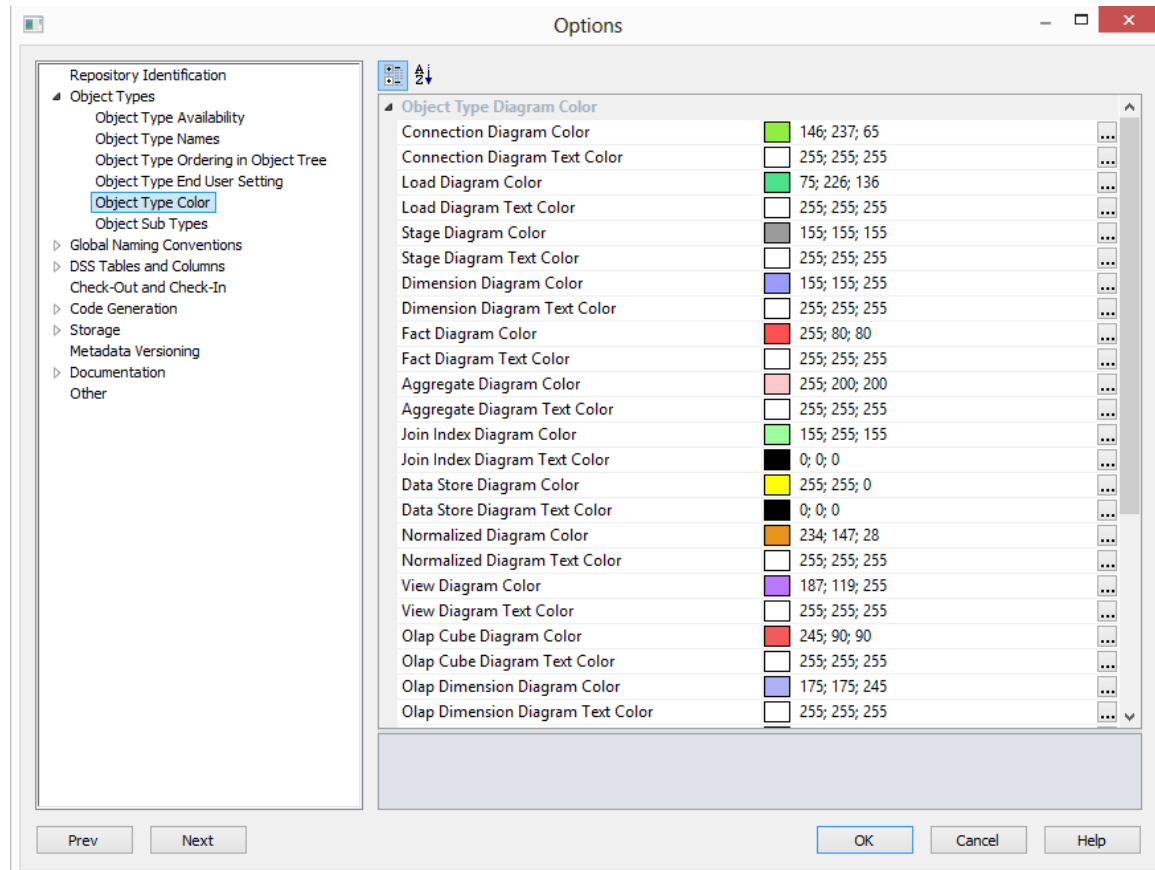 Options
Repository Identification
Object Types
Object Type Availability
Object Type Names
Object Type Ordering in Object Tree
Object Type End User Setting
Object Type Color
Object Sub Types
Global Naming Conventions
DSS Tables and Columns
Check-Out and Check-In
Code Generation
Storage
Metadata Versioning
Documentation
Other
Object Type Diagram Color
Connection Diagram Color 146; 237; 65 ...
Connection Diagram Text Color 255; 255; 255 ...
Load Diagram Color 75; 226; 136 ...
Load Diagram Text Color 255; 255; 255 ...
Stage Diagram Color 155; 155; 155 ...
Stage Diagram Text Color 255; 255; 255 ...
Dimension Diagram Color 155; 155; 255 ...
Dimension Diagram Text Color 255; 255; 255 ...
Fact Diagram Color 255; 80; 80 ...
Fact Diagram Text Color 255; 255; 255 ...
Aggregate Diagram Color 255; 200; 200 ...
Aggregate Diagram Text Color 255; 255; 255 ...
Join Index Diagram Color 155; 255; 155 ...
Join Index Diagram Text Color 0; 0; 0 ...
Data Store Diagram Color 255; 255; 0 ...
Data Store Diagram Text Color 0; 0; 0 ...
Normalized Diagram Color 234; 147; 28 ...
Normalized Diagram Text Color 255; 255; 255 ...
View Diagram Color 187; 119; 255 ...
View Diagram Text Color 255; 255; 255 ...
Olap Cube Diagram Color 245; 90; 90 ...
Olap Cube Diagram Text Color 255; 255; 255 ...
Olap Dimension Diagram Color 175; 175; 245 ...
Olap Dimension Diagram Text Color 255; 255; 255 ...
Prev Next OK Cancel Help